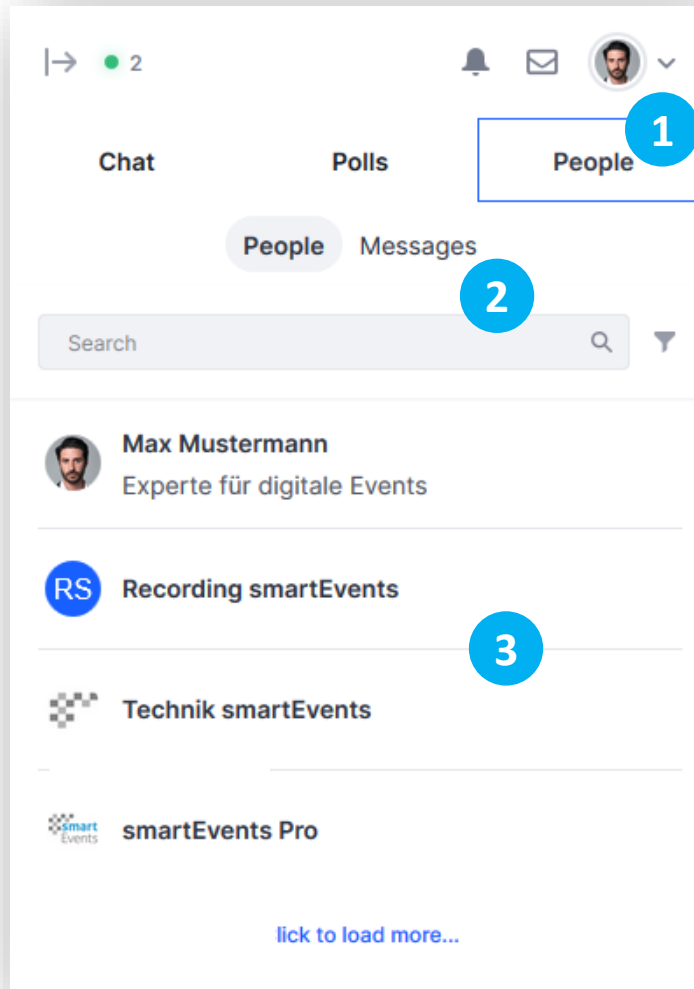 2
1
Chat Polls People
People Messages
2
Search
Max Mustermann
Experte für digitale Events
RS Recording smartEvents
3
Technik smartEvents
smart Events smartEvents Pro
lick to load more...